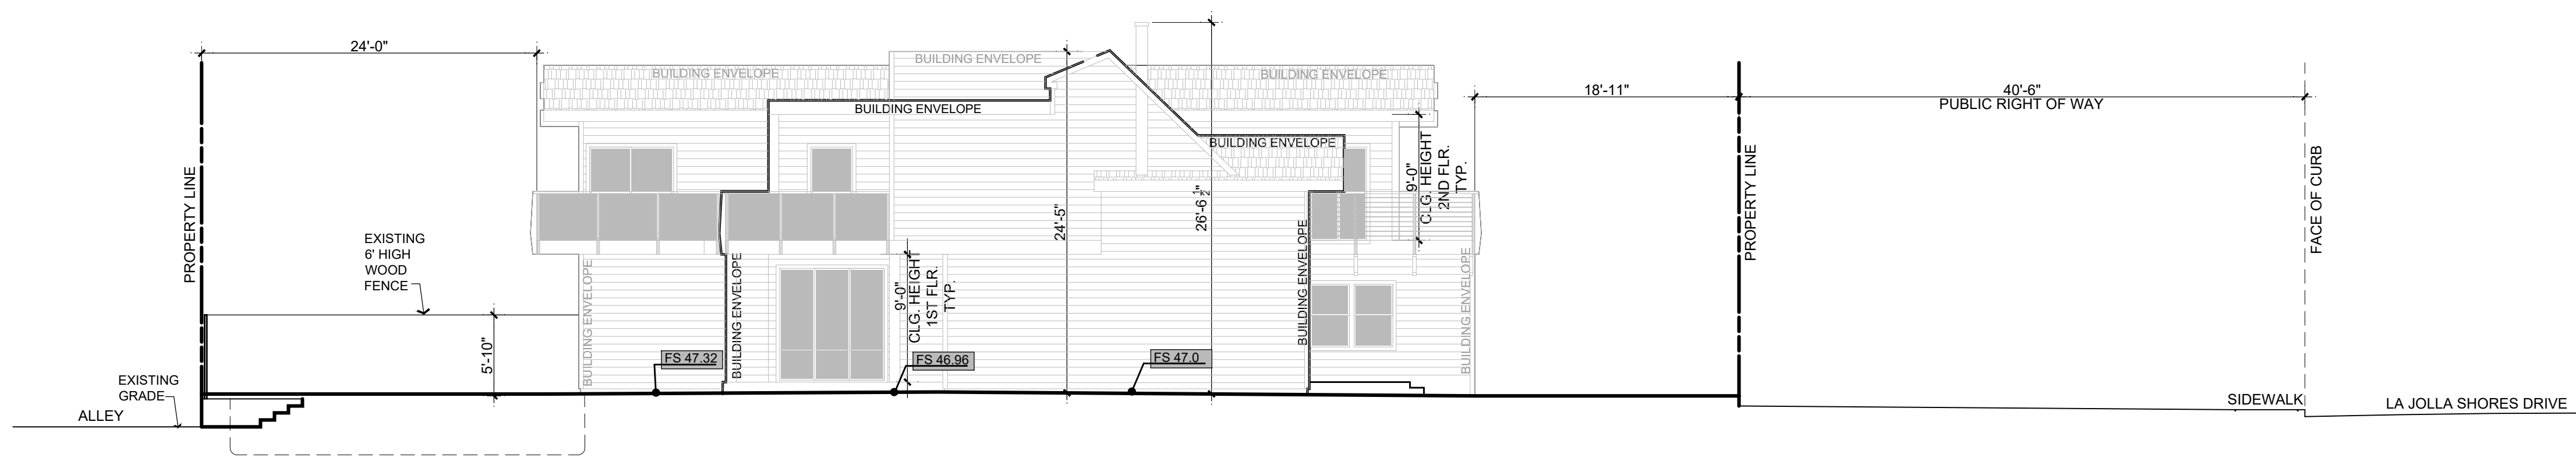 24'-0"
BUILDING ENVELOPE
BUILDING ENVELOPE
BUILDING ENVELOPE
BUILDING ENVELOPE
BUILDING ENVELOPE
18'-11"
40'-6"
PUBLIC RIGHT OF WAY
PROPERTY LINE
EXISTING
6' HIGH
WOOD
FENCE
5'-10"
BUILDING ENVELOPE
BUILDING ENVELOPE
9'-0"
CLG. HEIGHT
1ST FLR.
TYP.
24'-5"
26'-6 1/2"
BUILDING ENVELOPE
9'-0"
CLG. HEIGHT
2ND FLR.
TYP.
BUILDING ENVELOPE
PROPERTY LINE
FACE OF CURB
FS 47.32
FS 46.96
FS 47.0
EXISTING
GRADE
ALLEY
SIDEWALK
LA JOLLA SHORES DRIVE